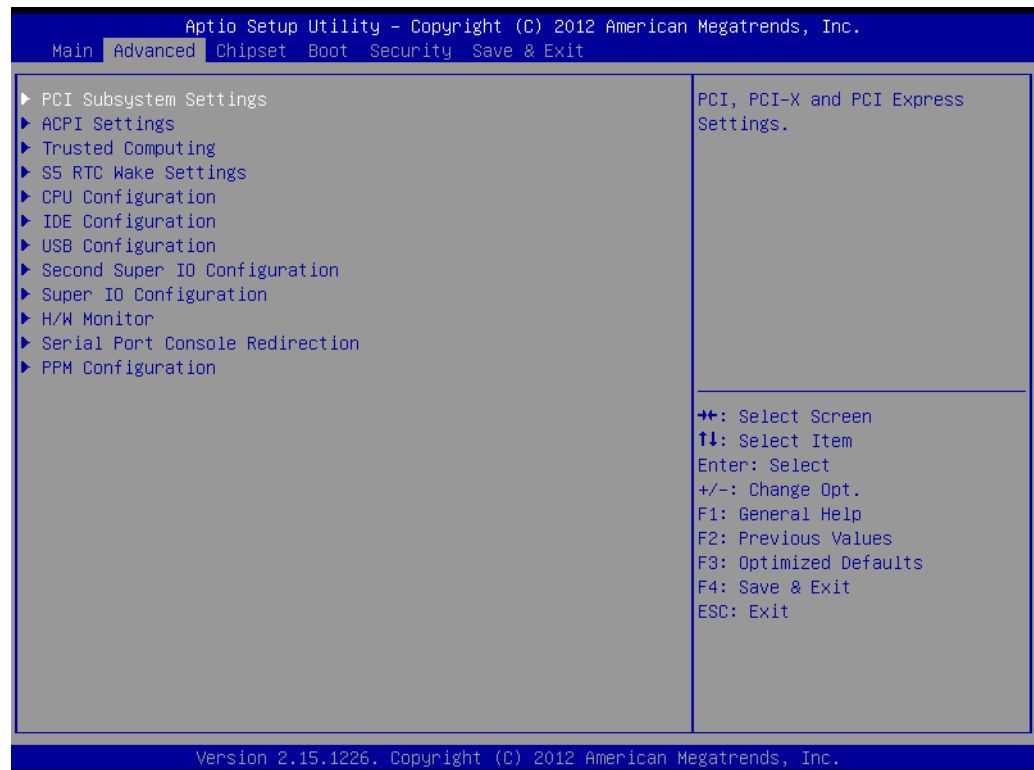 Aptio Setup Utility – Copyright (C) 2012 American Megatrends, Inc.
Main Advanced Chipset Boot Security Save & Exit
▶ PCI Subsystem Settings
▶ ACPI Settings
▶ Trusted Computing
▶ S5 RTC Wake Settings
▶ CPU Configuration
▶ IDE Configuration
▶ USB Configuration
▶ Second Super IO Configuration
▶ Super IO Configuration
▶ H/W Monitor
▶ Serial Port Console Redirection
▶ PPM Configuration
PCI, PCI-X and PCI Express
Settings.
→←: Select Screen
↑↓: Select Item
Enter: Select
+/-: Change Opt.
F1: General Help
F2: Previous Values
F3: Optimized Defaults
F4: Save & Exit
ESC: Exit
Version 2.15.1226. Copyright (C) 2012 American Megatrends, Inc.